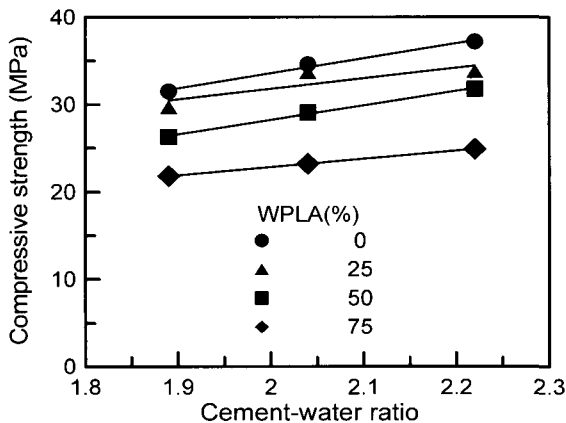 Compressive strength (MPa)
40
30
20
10
0
WPLA(%)
0
25
50
75
1.8 1.9 2 2.1 2.2 2.3
Cement-water ratio